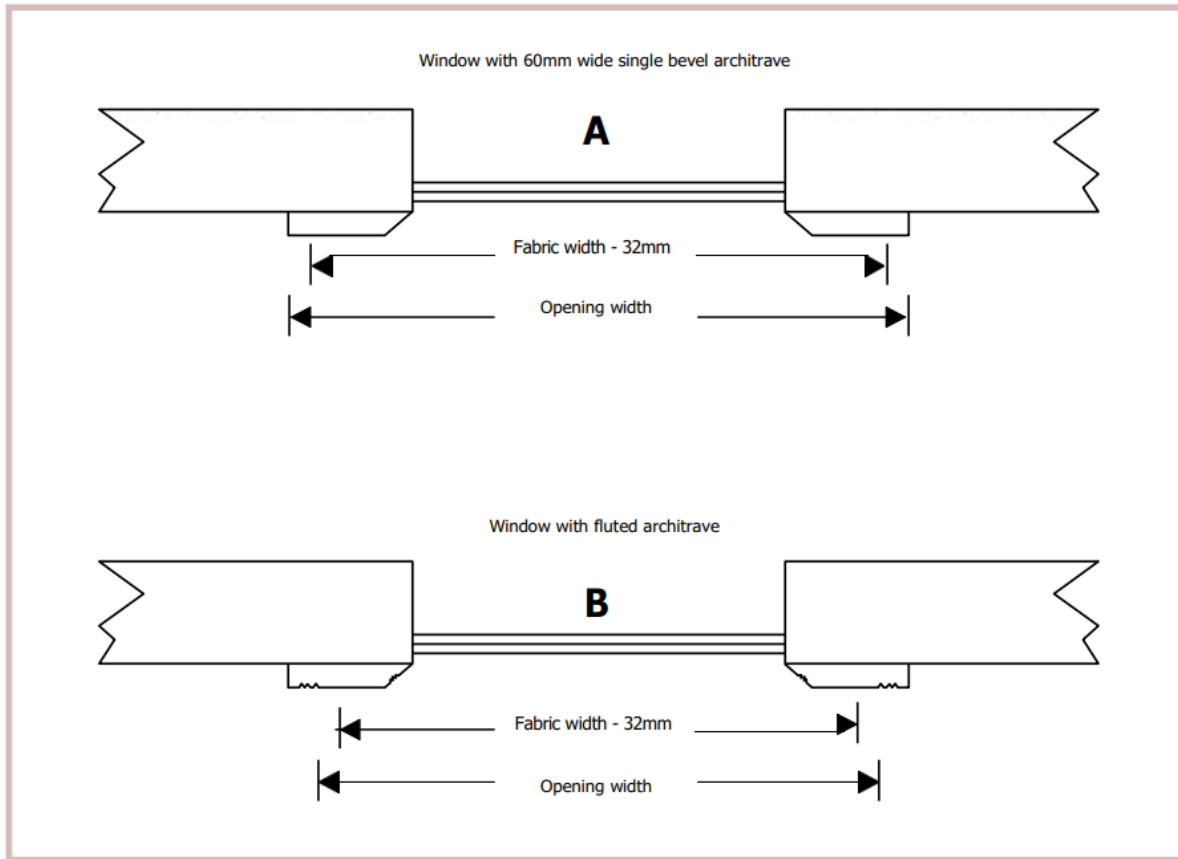 Window with 60mm wide single bevel architrave
A
Fabric width - 32mm
Opening width
Window with fluted architrave
B
Fabric width - 32mm
Opening width